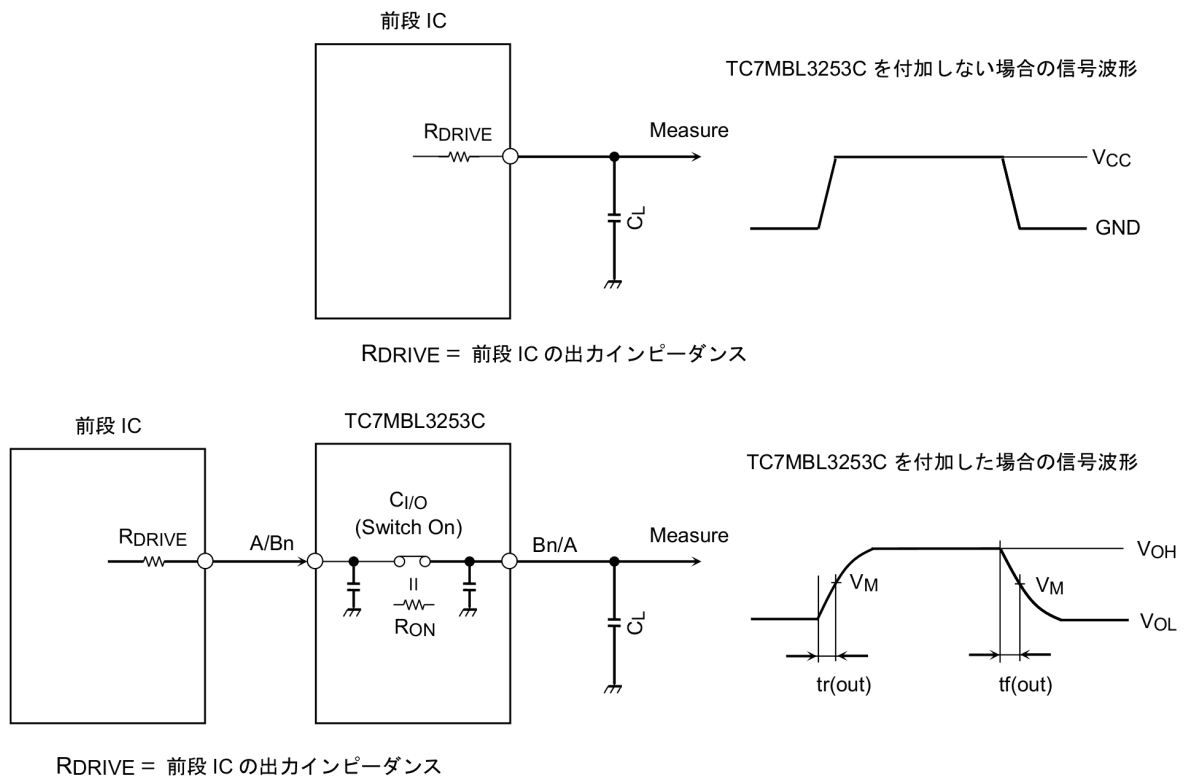 前段 IC
TC7MBL3253C を付加しない場合の信号波形
RDRIVE
Measure
VCC
CL
GND
RDRIVE = 前段 IC の出力インピーダンス
前段 IC
TC7MBL3253C
TC7MBL3253C を付加した場合の信号波形
CI/O
(Switch On)
RDRIVE
A/Bn
Bn/A
Measure
VOH
VM
VM
RON
CL
VOL
tr(out)
tf(out)
RDRIVE = 前段 IC の出力インピーダンス